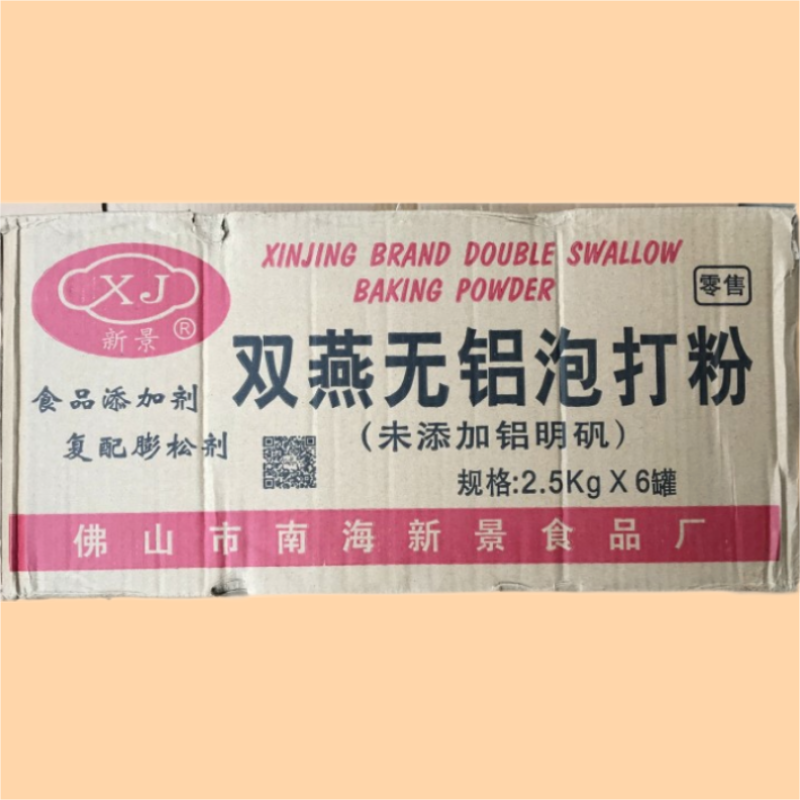 XJ
新景®
XINJING BRAND DOUBLE SWALLOW
BAKING POWDER
零售
双燕无铝泡打粉
(未添加铝明矾)
食品添加剂
复配膨松剂
规格:2.5Kg X 6罐
佛山市南海新景食品厂